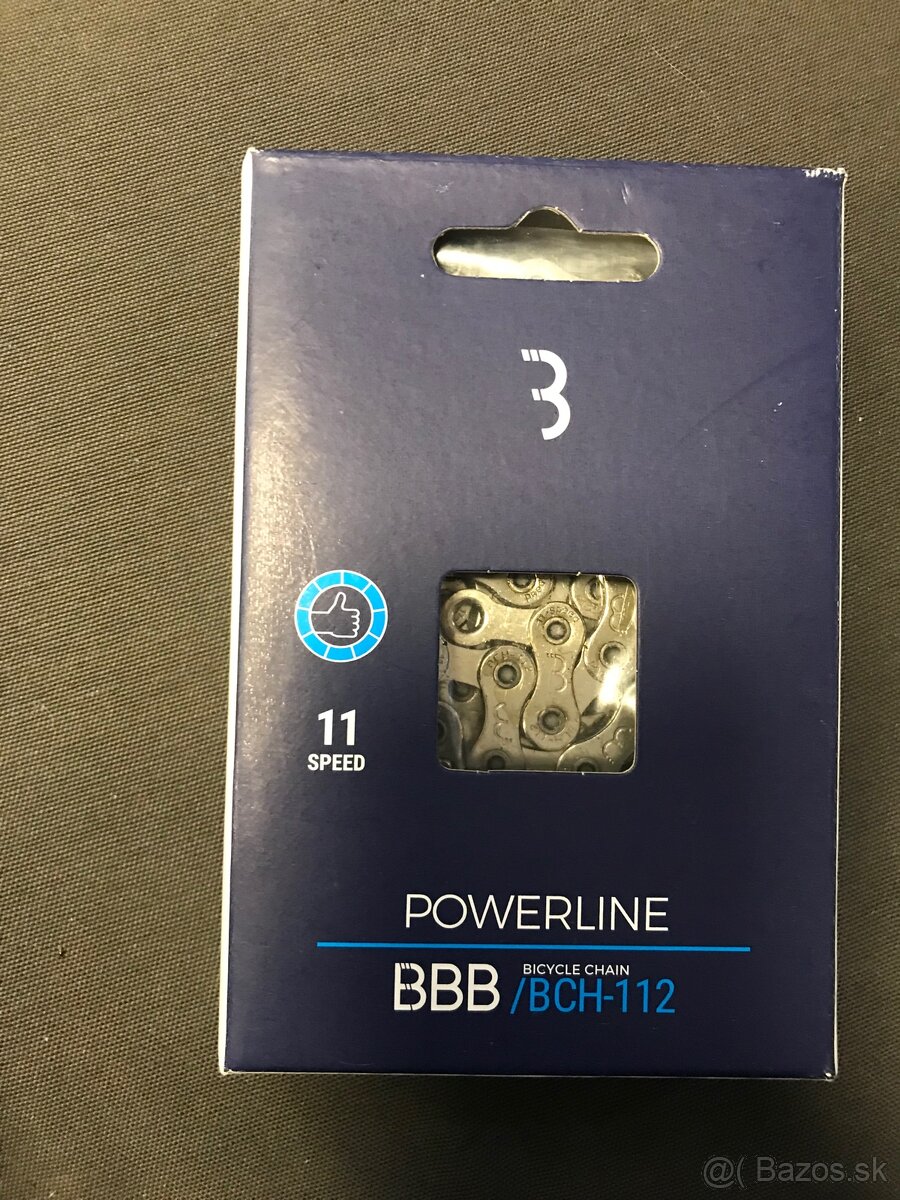 11
SPEED
POWERLINE
BBB
BICYCLE CHAIN
/BCH-112
@( Bazos.sk